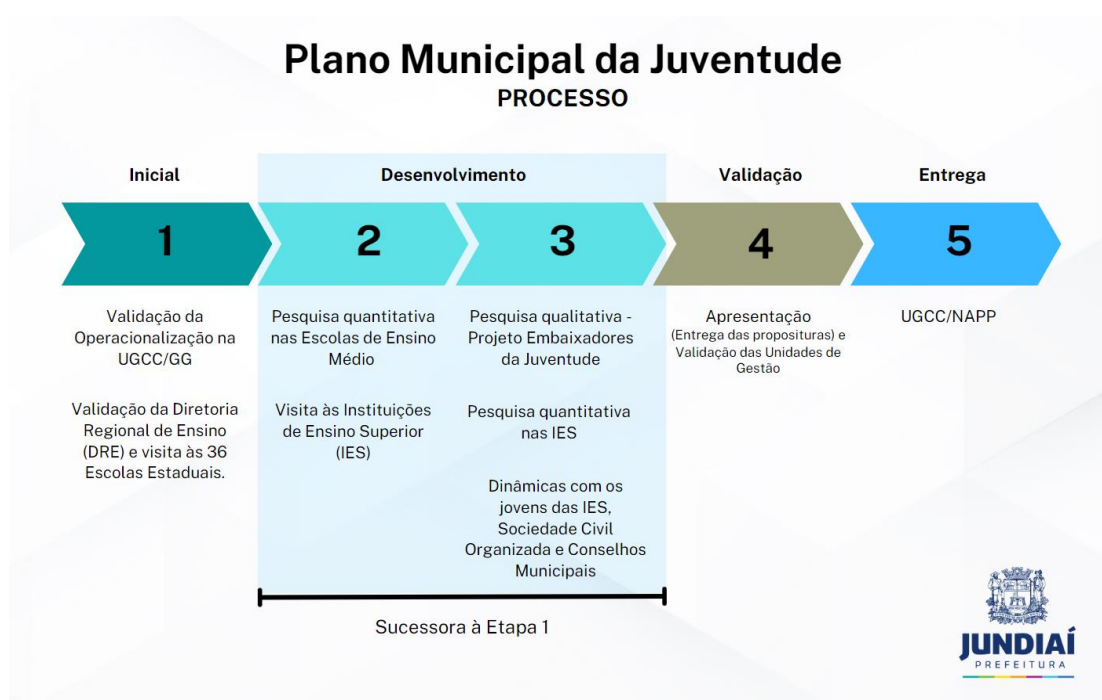 Plano Municipal da Juventude
PROCESSO
Inicial
Desenvolvimento
Validação
Entrega
1
2
3
4
5
Validação da
Operacionalização na
UGCC/GG
Validação da Diretoria
Regional de Ensino
(DRE) e visita às 36
Escolas Estaduais.
Pesquisa quantitativa
nas Escolas de Ensino
Médio
Visita às Instituições
de Ensino Superior
(IES)
Pesquisa qualitativa -
Projeto Embaixadores
da Juventude
Pesquisa quantitativa
nas IES
Dinâmicas com os
jovens das IES,
Sociedade Civil
Organizada e Conselhos
Municipais
Apresentação
(Entrega das proposituras) e
Validação das Unidades de
Gestão
UGCC/NAPP
Sucessora à Etapa 1
JUNDIAÍ
PREFEITURA